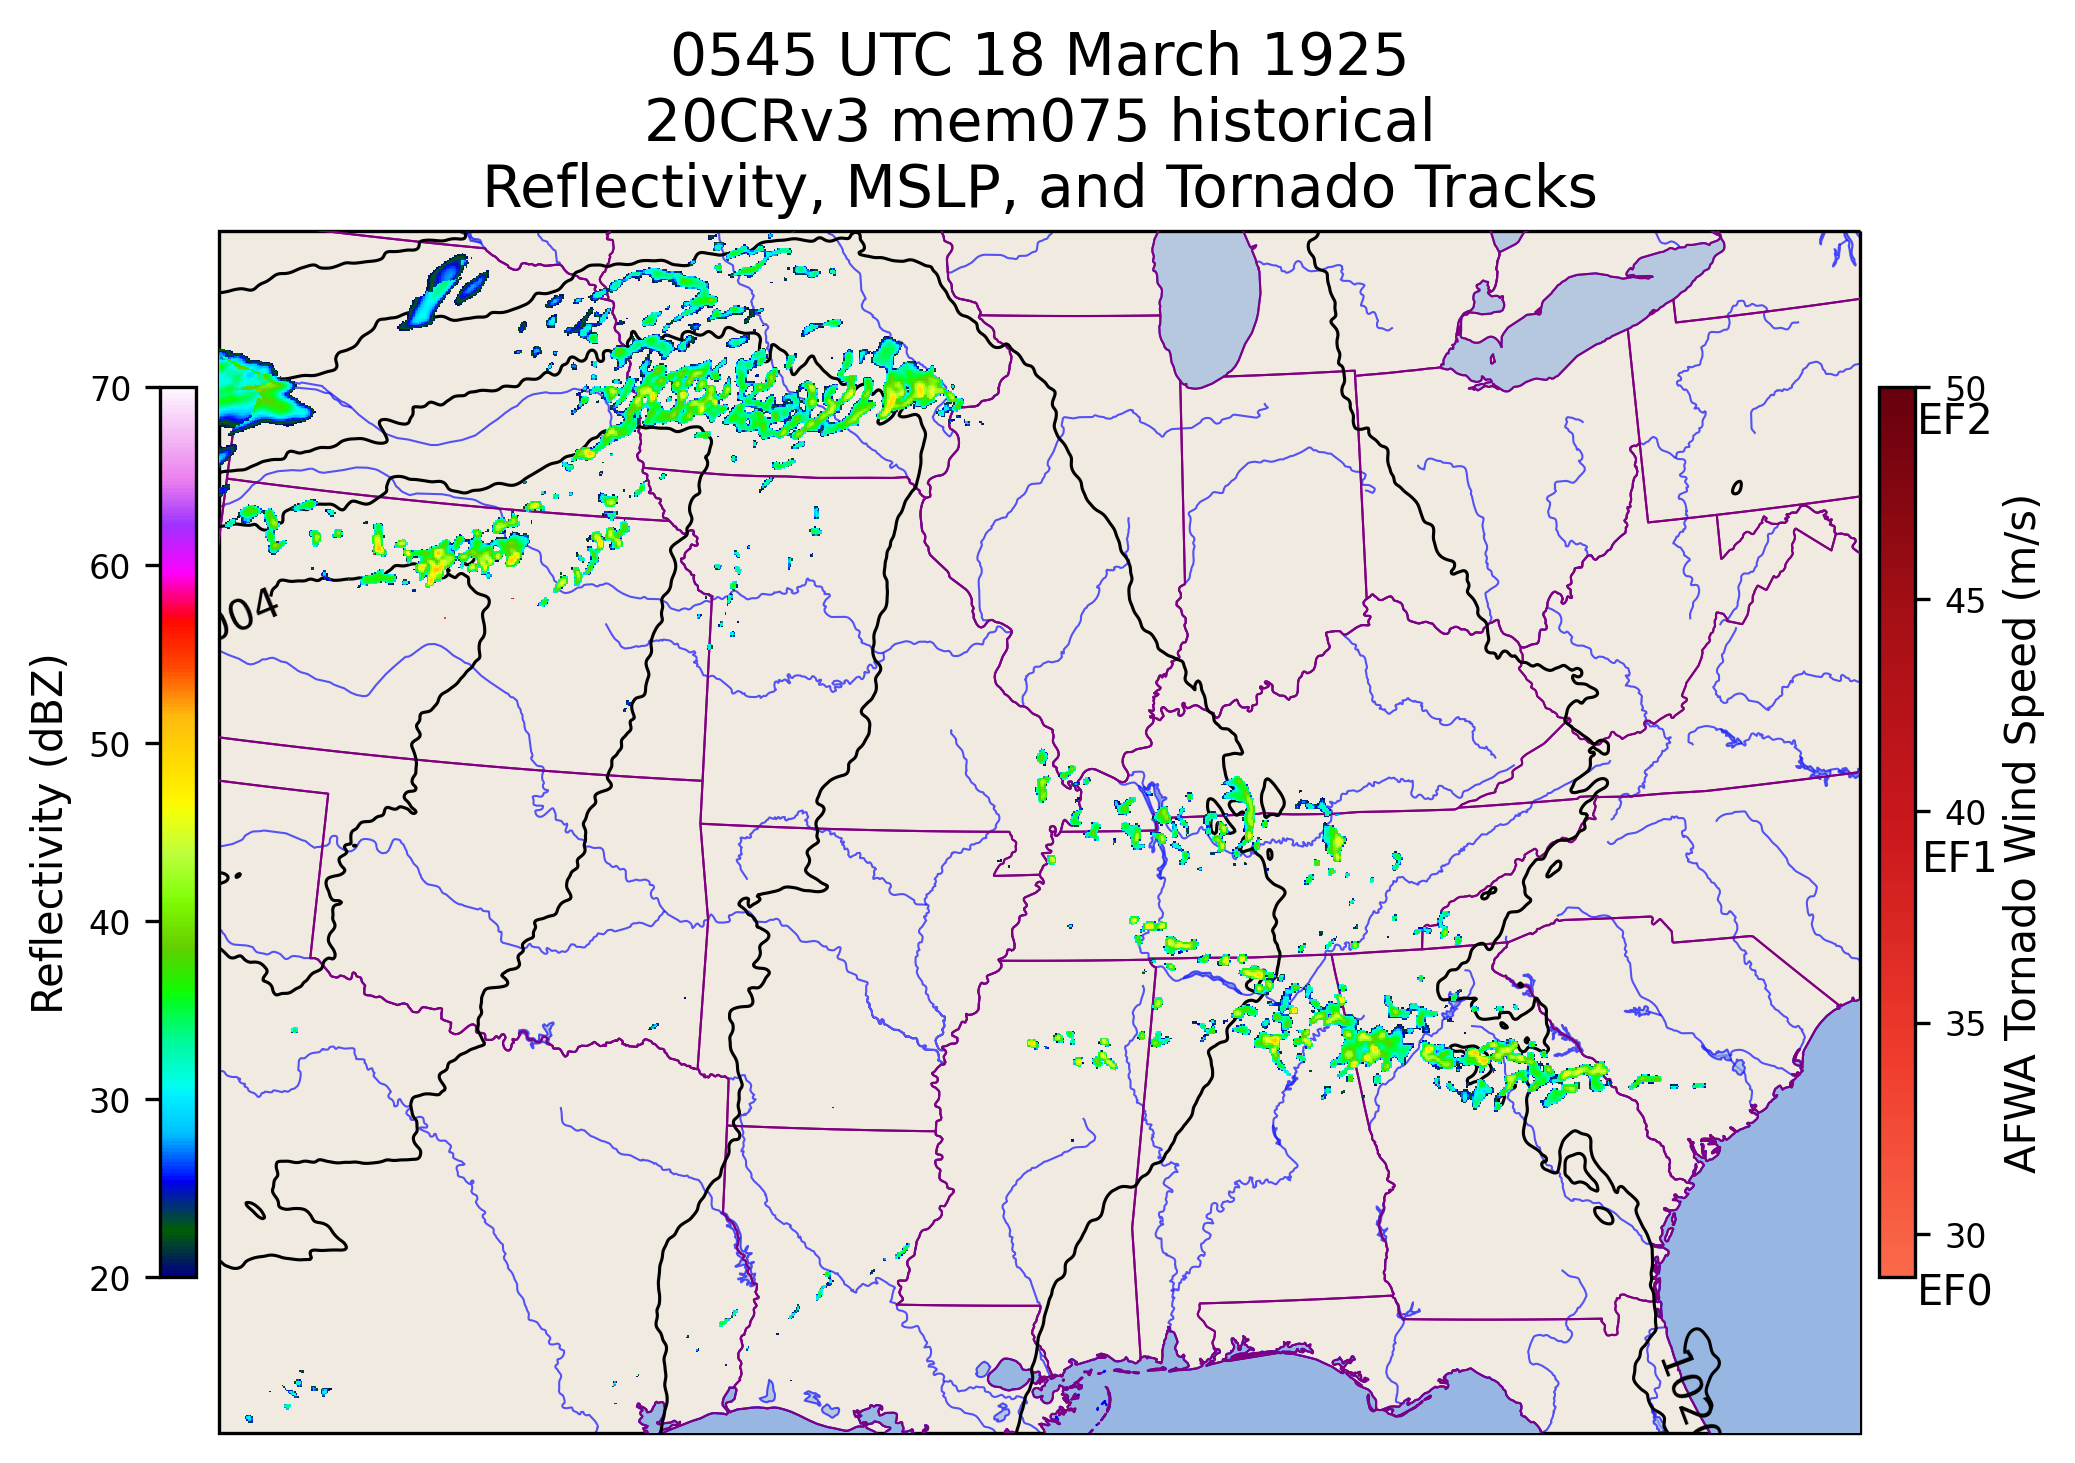 0545 UTC 18 March 1925
20CRv3 mem075 historical
Reflectivity, MSLP, and Tornado Tracks
Reflectivity (dBZ)
70
60
50
40
30
20
004
1020
50
EF2
45
40
EF1
35
30
EF0
AFWA Tornado Wind Speed (m/s)